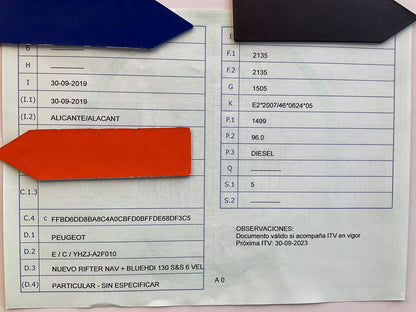 B --------------
H --------------
I 30-09-2019
(I.1) 30-09-2019
(I.2) ALICANTE/ALACANT
C.1.3
C.4 c FFBD6DD8BA8C4A0CBFD0BFFDE68DF3C5
D.1 PEUGEOT
D.2 E / C / YHZJ-A2F010
D.3 NUEVO RIFTER NAV + BLUEHDI 130 S&S 6 VEL
(D.4) PARTICULAR - SIN ESPECIFICAR
A 0
F.1 2135
F.2 2135
G 1505
K E2*2007/46*0624*05
P.1 1499
P.2 96.0
P.3 DIESEL
Q --------------
S.1 5
S.2 --------------
OBSERVACIONES:
Documento válido si acompaña ITV en vigor
Próxima ITV: 30-09-2023